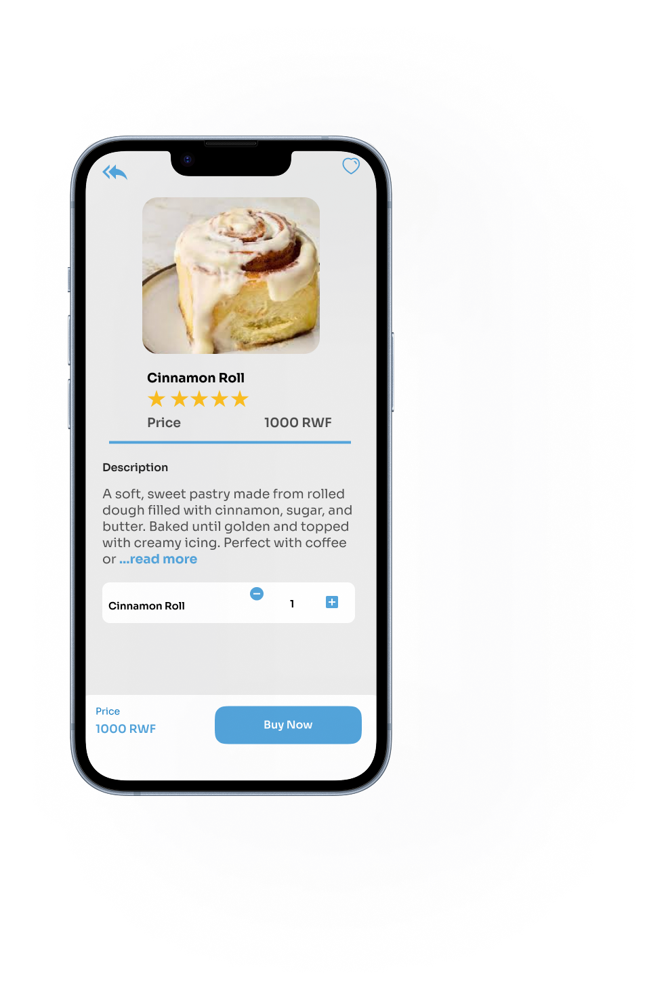 Cinnamon Roll
Price 1000 RWF
Description
A soft, sweet pastry made from rolled
dough filled with cinnamon, sugar, and
butter. Baked until golden and topped
with creamy icing. Perfect with coffee
or ...read more
Cinnamon Roll 1
Price
1000 RWF
Buy Now